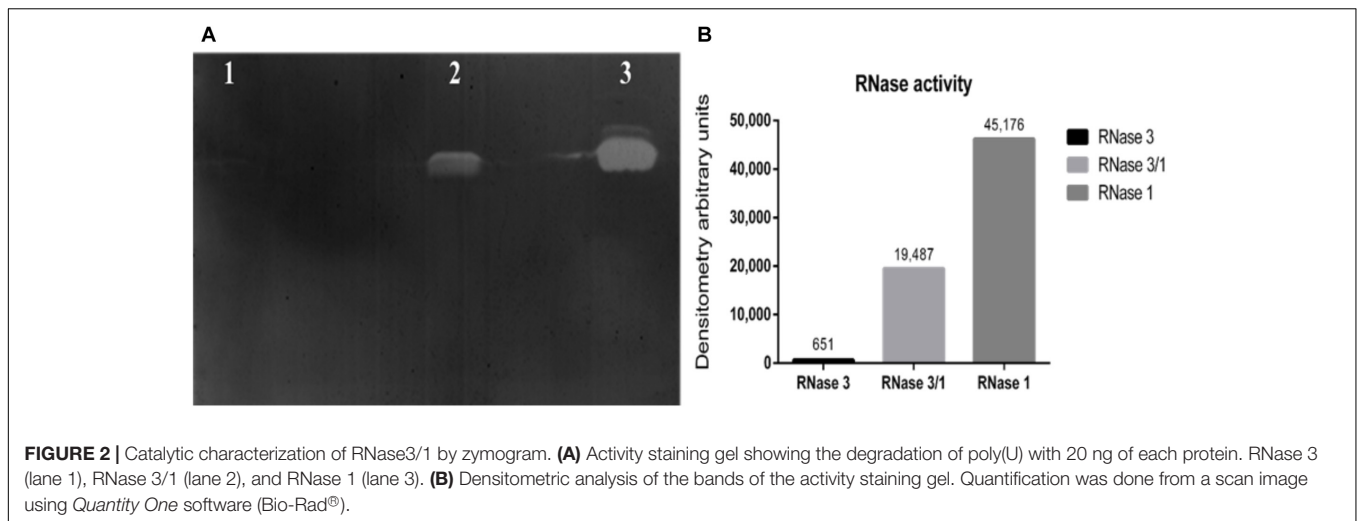 A
1
2
3
B
RNase activity
Densitometry arbitrary units
50,000
40,000
30,000
20,000
10,000
0
651
19,487
45,176
RNase 3
RNase 3/1
RNase 1
RNase 3
RNase 3/1
RNase 1
FIGURE 2 | Catalytic characterization of RNase3/1 by zymogram. (A) Activity staining gel showing the degradation of poly(U) with 20 ng of each protein. RNase 3
(lane 1), RNase 3/1 (lane 2), and RNase 1 (lane 3). (B) Densitometric analysis of the bands of the activity staining gel. Quantification was done from a scan image
using Quantity One software (Bio-Rad®).